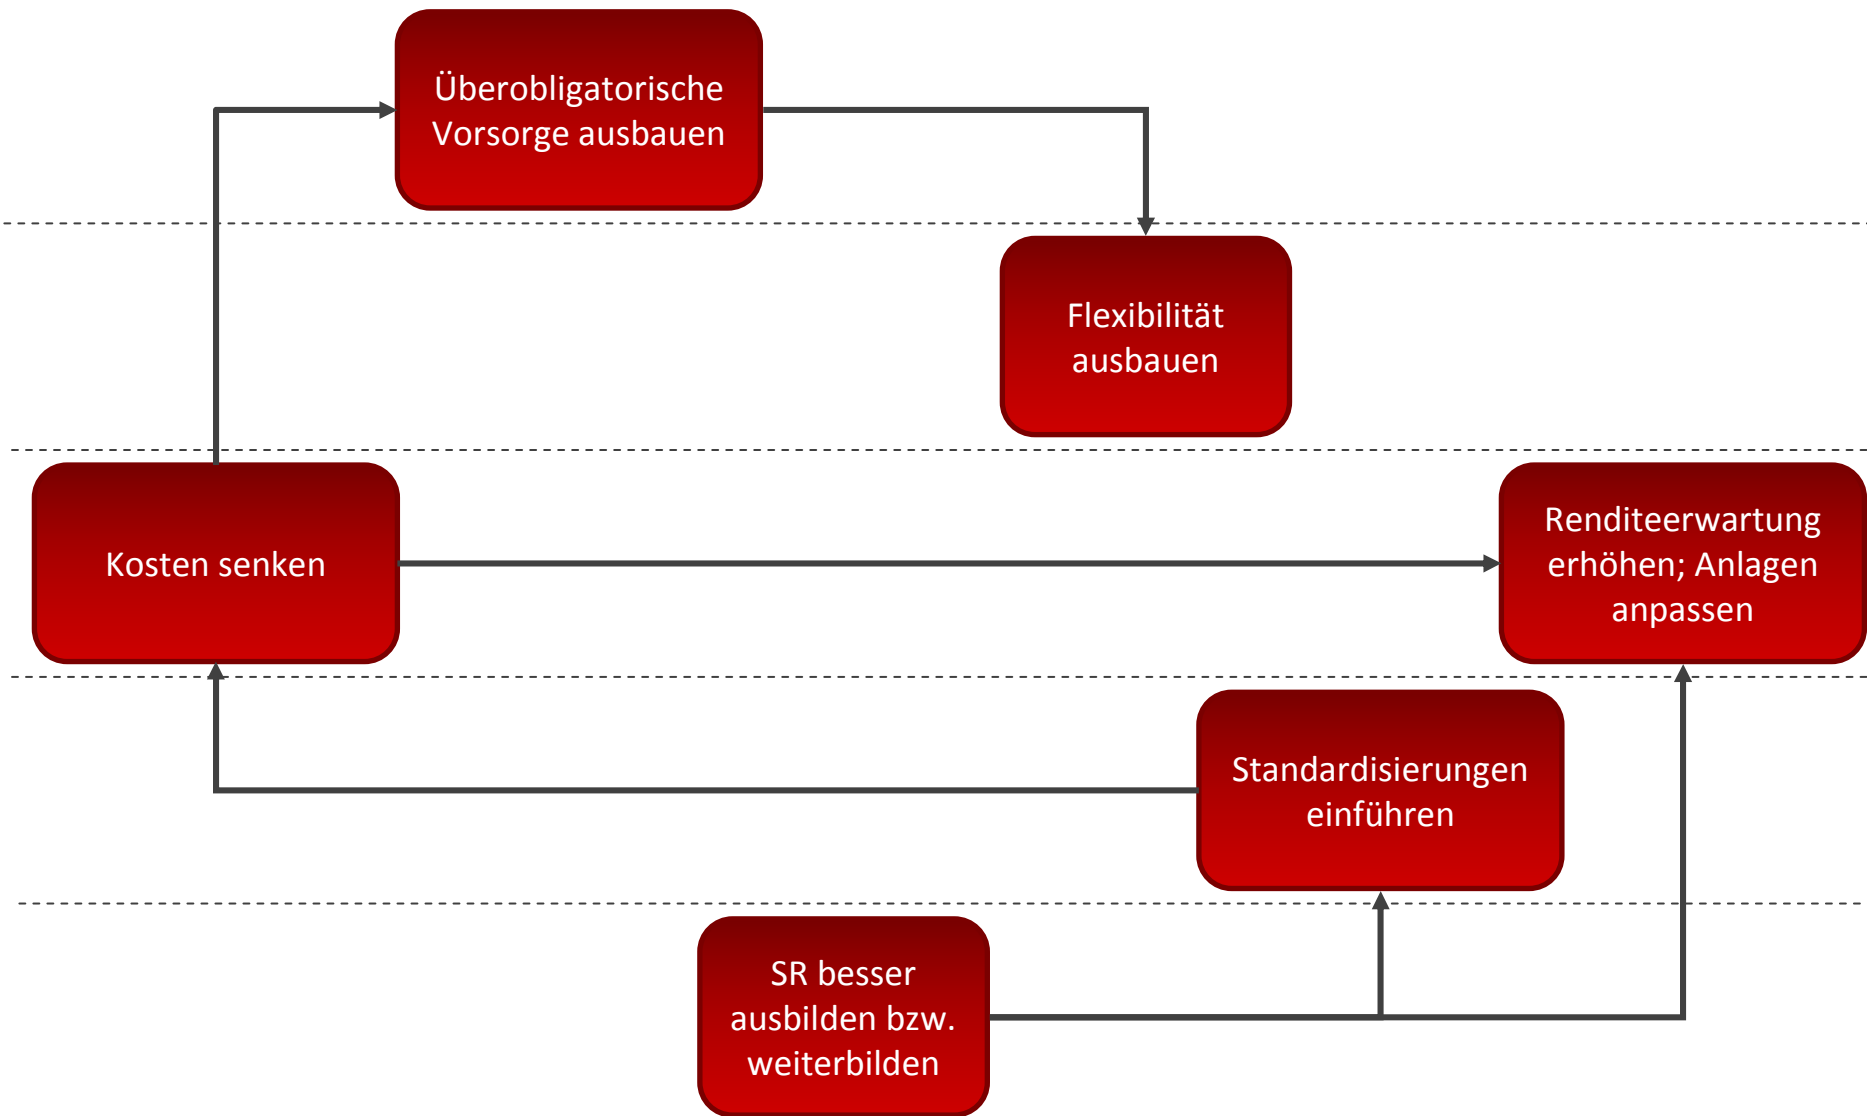 Überobligatorische
Vorsorge ausbauen
Flexibilität
ausbauen
Kosten senken
Renditeerwartung
erhöhen; Anlagen
anpassen
Standardisierungen
einführen
SR besser
ausbilden bzw.
weiterbilden